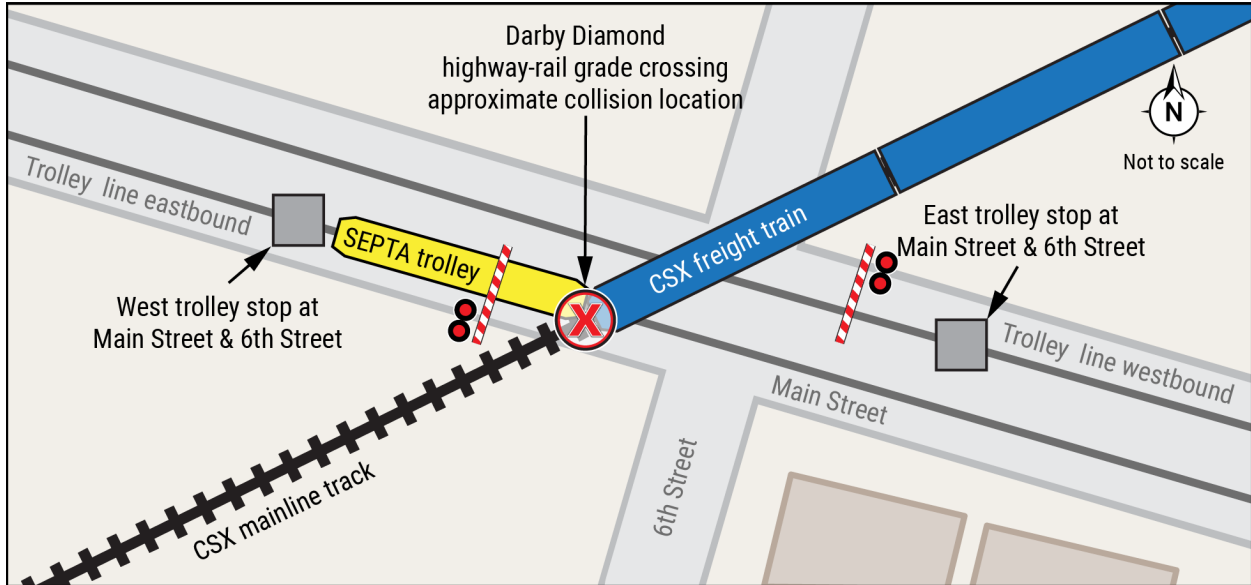 Darby Diamond
highway-rail grade crossing
approximate collision location
N
Not to scale
Trolley line eastbound
SEPTA trolley
CSX freight train
East trolley stop at
Main Street & 6th Street
West trolley stop at
Main Street & 6th Street
X
Trolley line westbound
Main Street
6th Street
CSX mainline track